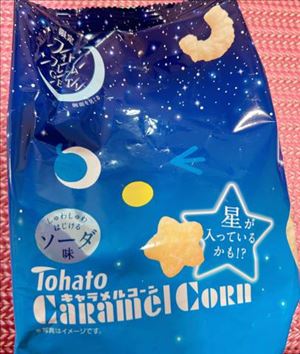 限定
しゅわしゅわ
はじける
ソーダ
味
星が
入っている
かも!?
Tohato
キャラメルコーン
CARAMEL CORN
※写真はイメージです。